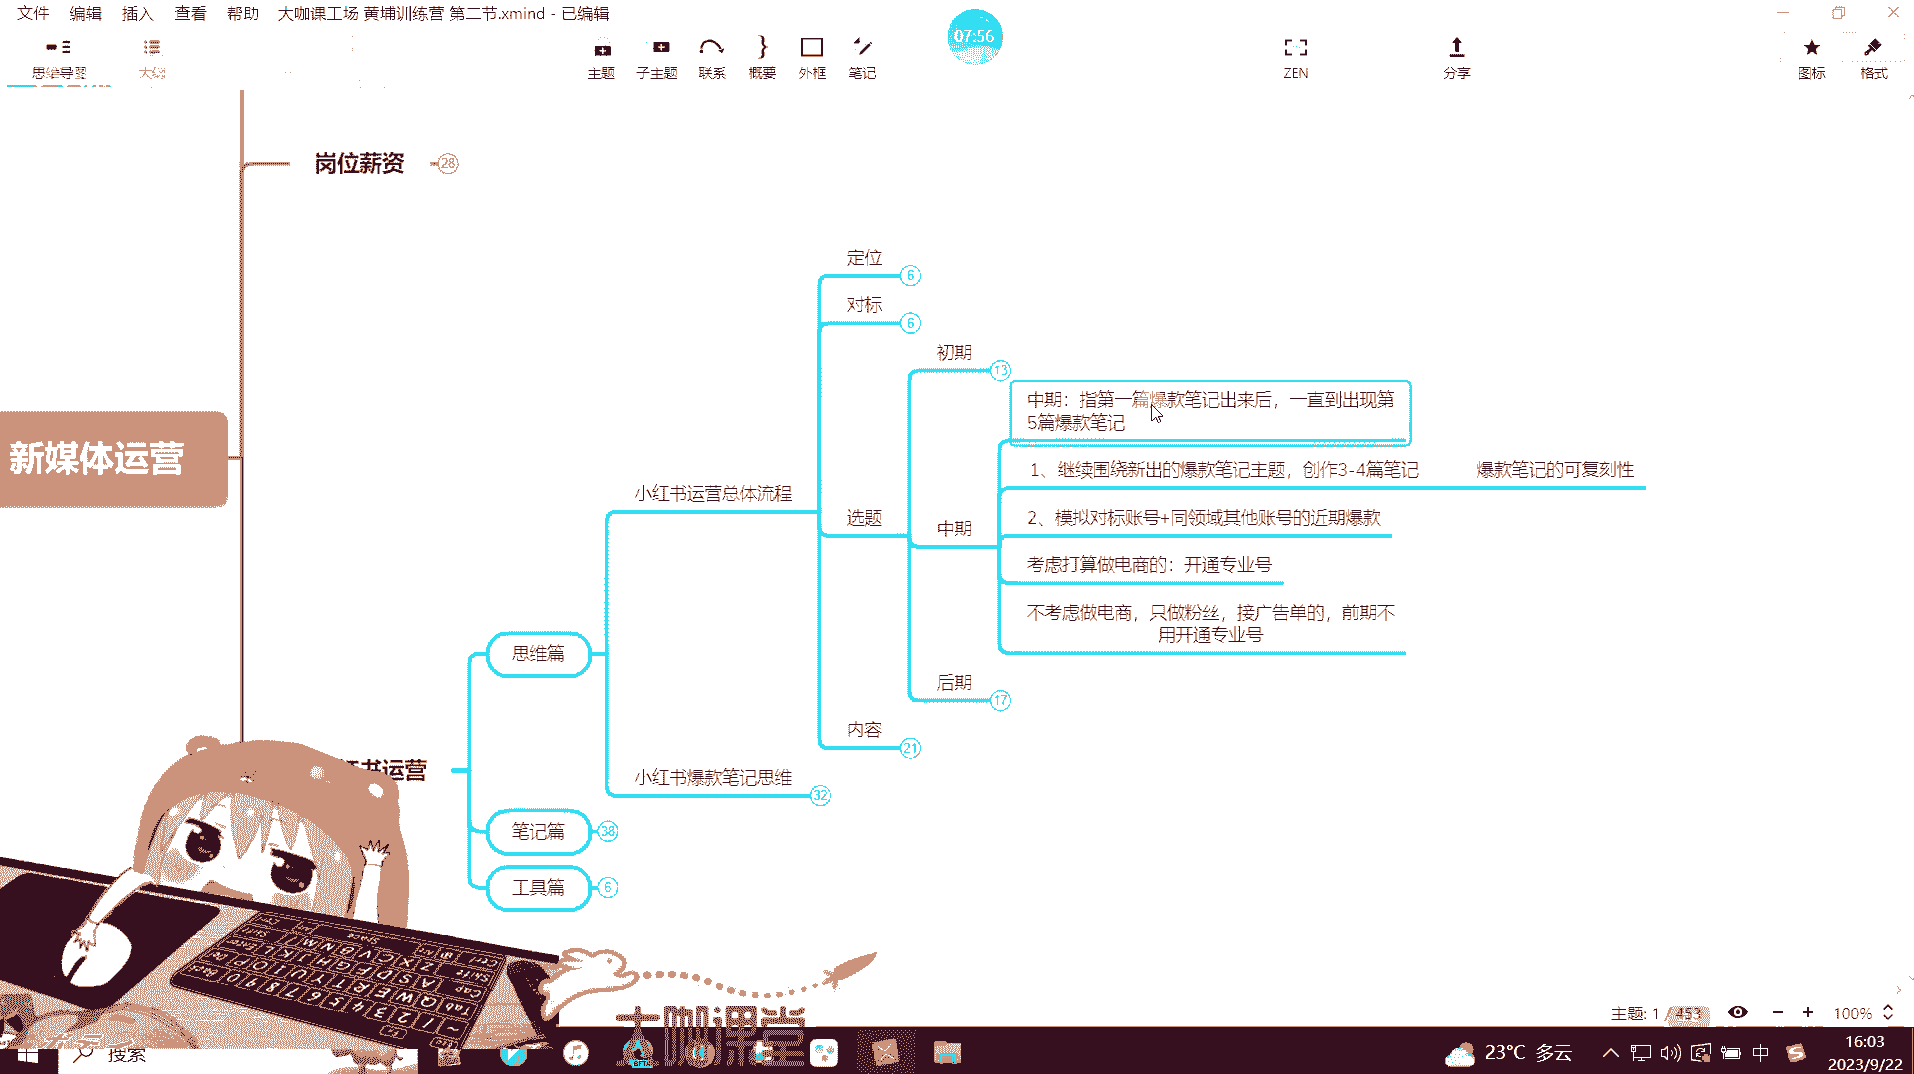 文件 编辑 插入 查看 帮助 大咖课工场 黄埔训练营 第二节.xmind - 已编辑
07:56
思维导图 大纲 主题 子主题 联系 概要 外框 笔记 ZEN 分享 图标 格式
岗位薪资 28
定位 6
对标 6
初期 13
中期：指第一篇爆款笔记出来后，一直到出现第
5篇爆款笔记
新媒体运营
1、继续围绕新出的爆款笔记主题，创作3-4篇笔记 爆款笔记的可复刻性
小红书运营总体流程
选题
2、模拟对标账号+同领域其他账号的近期爆款
中期
考虑打算做电商的：开通专业号
不考虑做电商，只做粉丝，接广告单的，前期不
用开通专业号
思维篇
后期 17
内容 21
书运营
小红书爆款笔记思维 32
笔记篇 38
工具篇 6
大咖课堂
主题: 1 / 453 100%
搜索
23°C 多云 中 16:03
2023/9/22